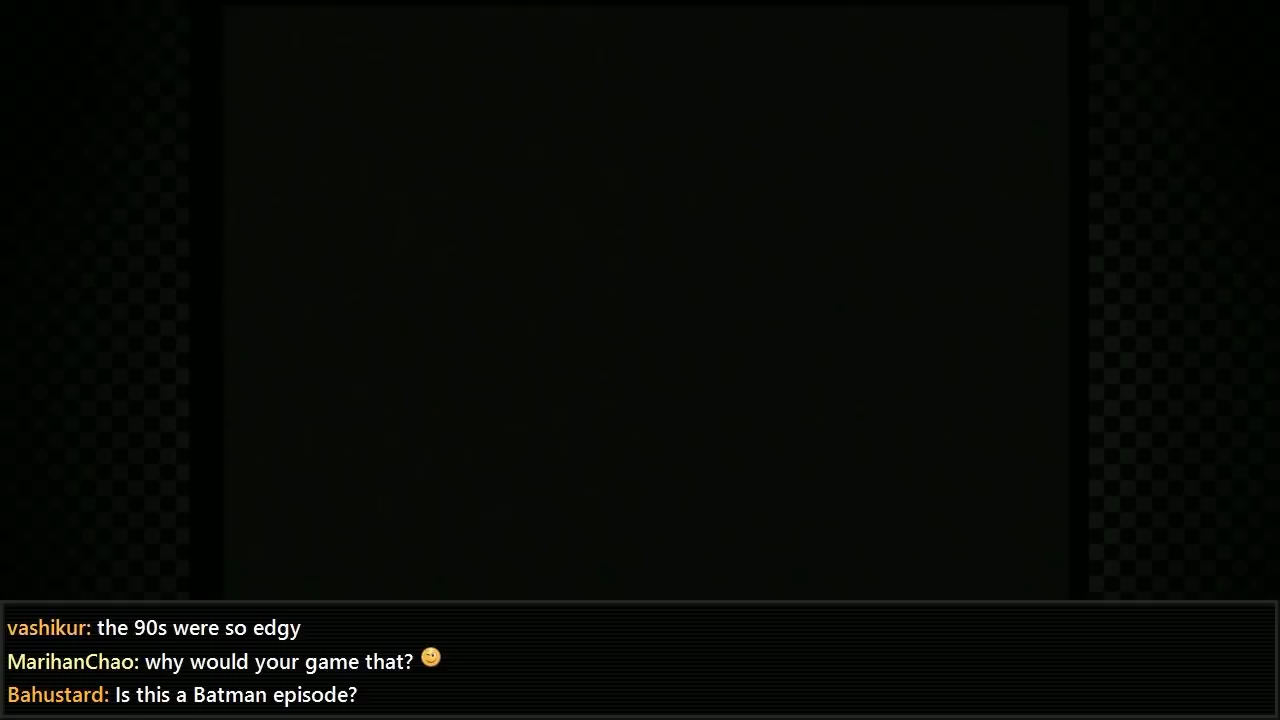 vashikur: the 90s were so edgy
MarihanChao: why would your game that?
Bahustard: Is this a Batman episode?